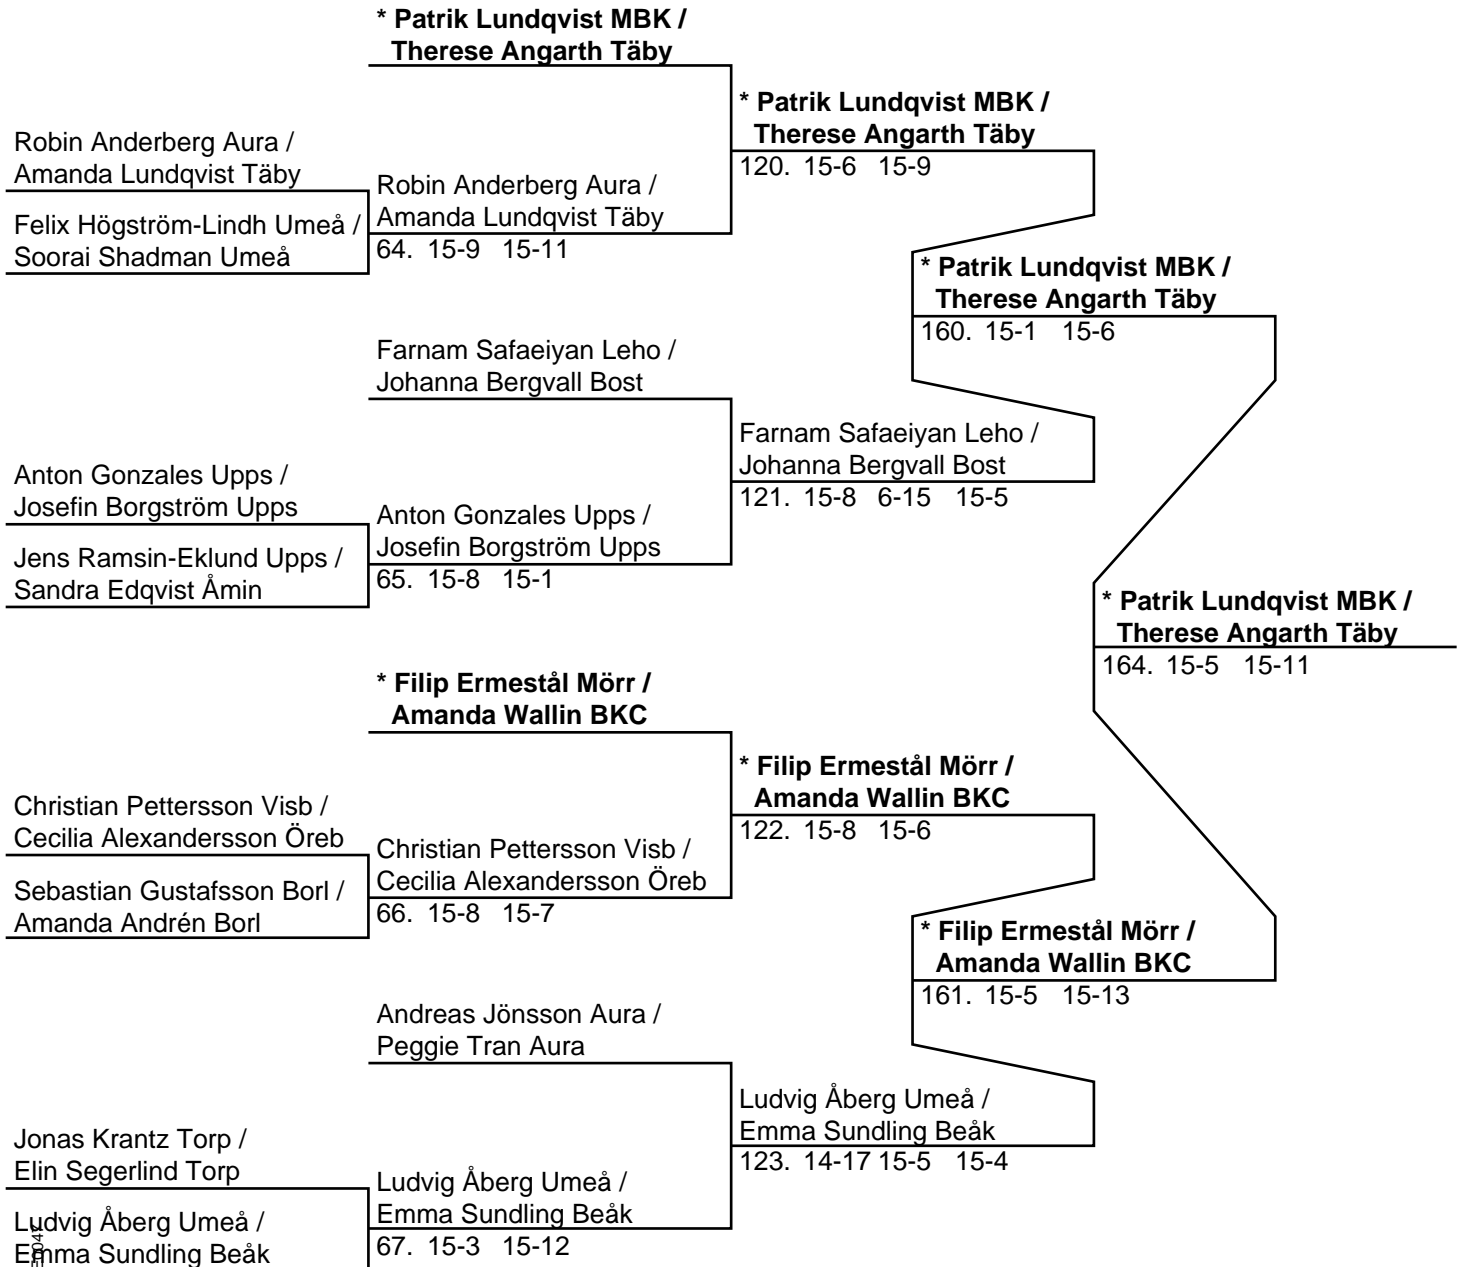 * Patrik Lundqvist MBK /
Therese Angarth Täby
* Patrik Lundqvist MBK /
Therese Angarth Täby
120. 15-6 15-9
Robin Anderberg Aura /
Amanda Lundqvist Täby
Robin Anderberg Aura /
Amanda Lundqvist Täby
64. 15-9 15-11
Felix Högström-Lindh Umeå /
Soorai Shadman Umeå
* Patrik Lundqvist MBK /
Therese Angarth Täby
160. 15-1 15-6
Farnam Safaeiyan Leho /
Johanna Bergvall Bost
Farnam Safaeiyan Leho /
Johanna Bergvall Bost
121. 15-8 6-15 15-5
Anton Gonzales Upps /
Josefin Borgström Upps
Anton Gonzales Upps /
Josefin Borgström Upps
65. 15-8 15-1
Jens Ramsin-Eklund Upps /
Sandra Edqvist Åmin
* Patrik Lundqvist MBK /
Therese Angarth Täby
164. 15-5 15-11
* Filip Ermestål Mörr /
Amanda Wallin BKC
* Filip Ermestål Mörr /
Amanda Wallin BKC
122. 15-8 15-6
Christian Pettersson Visb /
Cecilia Alexandersson Öreb
Christian Pettersson Visb /
Cecilia Alexandersson Öreb
66. 15-8 15-7
Sebastian Gustafsson Borl /
Amanda Andrén Borl
* Filip Ermestål Mörr /
Amanda Wallin BKC
161. 15-5 15-13
Andreas Jönsson Aura /
Peggie Tran Aura
Ludvig Åberg Umeå /
Emma Sundling Beåk
123. 14-17 15-5 15-4
Jonas Krantz Torp /
Elin Segerlind Torp
Ludvig Åberg Umeå /
Emma Sundling Beåk
67. 15-3 15-12
Ludvig Åberg Umeå /
Emma Sundling Beåk